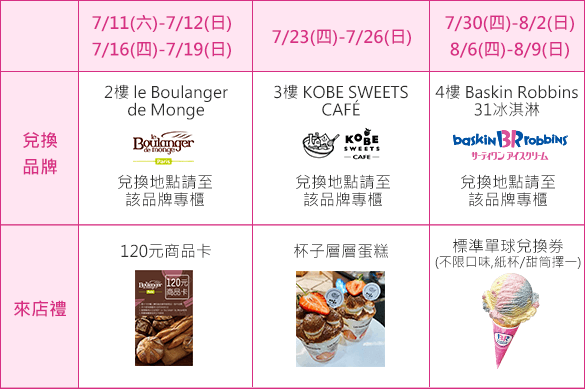 7/11(六)-7/12(日)
7/16(四)-7/19(日)
7/23(四)-7/26(日)
7/30(四)-8/2(日)
8/6(四)-8/9(日)
兌換
品牌
2樓 le Boulanger
de Monge
le
Boulanger
de monge
Paris
兌換地點請至
該品牌專櫃
3樓 KOBE SWEETS
CAFÉ
KOBE
SWEETS
CAFE
兌換地點請至
該品牌專櫃
4樓 Baskin Robbins
31冰淇淋
baskin BR robbins
サーティワン アイスクリーム
兌換地點請至
該品牌專櫃
來店禮
120元商品卡
Boulanger
120元
商品卡
杯子層層蛋糕
標準單球兌換券
(不限口味,紙杯/甜筒擇一)
BR